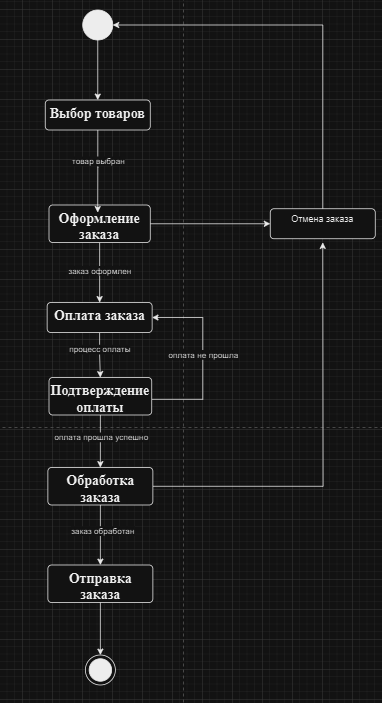 Выбор товаров
товар выбран
Оформление
заказа
Отмена заказа
заказ оформлен
Оплата заказа
процесс оплаты
оплата не прошла
Подтверждение
оплаты
оплата прошла успешно
Обработка
заказа
заказ обработан
Отправка
заказа